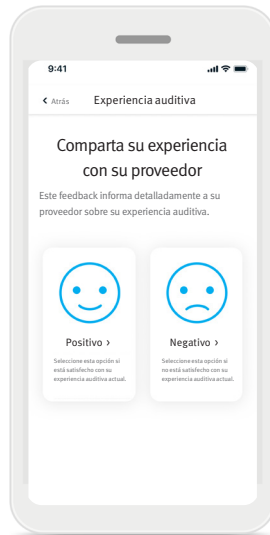 9:41
Atrás Experiencia auditiva
Comparta su experiencia
con su proveedor
Este feedback informa detalladamente a su
proveedor sobre su experiencia auditiva.
Positivo ›
Seleccione esta opción si
está satisfecho con su
experiencia auditiva actual.
Negativo ›
Seleccione esta opción si
no está satisfecho con su
experiencia auditiva actual.